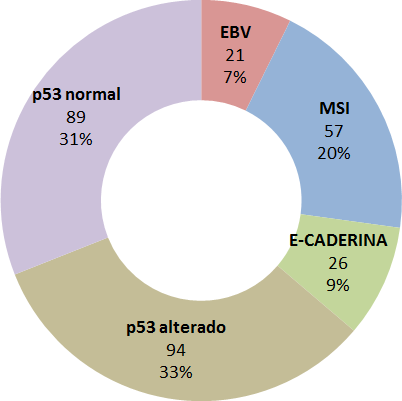 EBV
21
7%
MSI
57
20%
E-CADERINA
26
9%
p53 alterado
94
33%
p53 normal
89
31%